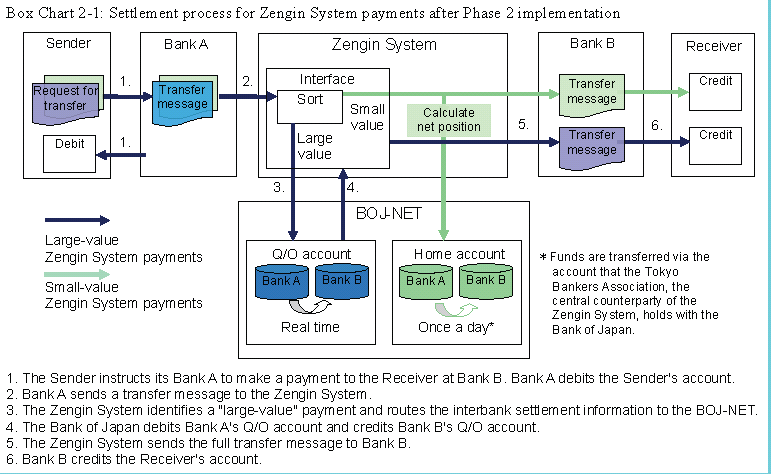 Box Chart 2-1: Settlement process for Zengin System payments after Phase 2 implementation
Sender
Bank A
Zengin System
Bank B
Receiver
Request for
transfer
1.
Transfer
message
2.
Interface
Sort
Small
value
Large
value
Calculate
net position
Transfer
message
Credit
Debit
1.
5.
Transfer
message
6.
Credit
3.
4.
BOJ-NET
Large-value
Zengin System payments
Small-value
Zengin System payments
Q/O account
Bank A
Bank B
Real time
Home account
Bank A
Bank B
Once a day*
* Funds are transferred via the
account that the Tokyo
Bankers Association, the
central counterparty of the
Zengin System, holds with the
Bank of Japan.
1. The Sender instructs its Bank A to make a payment to the Receiver at Bank B. Bank A debits the Sender's account.
2. Bank A sends a transfer message to the Zengin System.
3. The Zengin System identifies a "large-value" payment and routes the interbank settlement information to the BOJ-NET.
4. The Bank of Japan debits Bank A's Q/O account and credits Bank B's Q/O account.
5. The Zengin System sends the full transfer message to Bank B.
6. Bank B credits the Receiver's account.